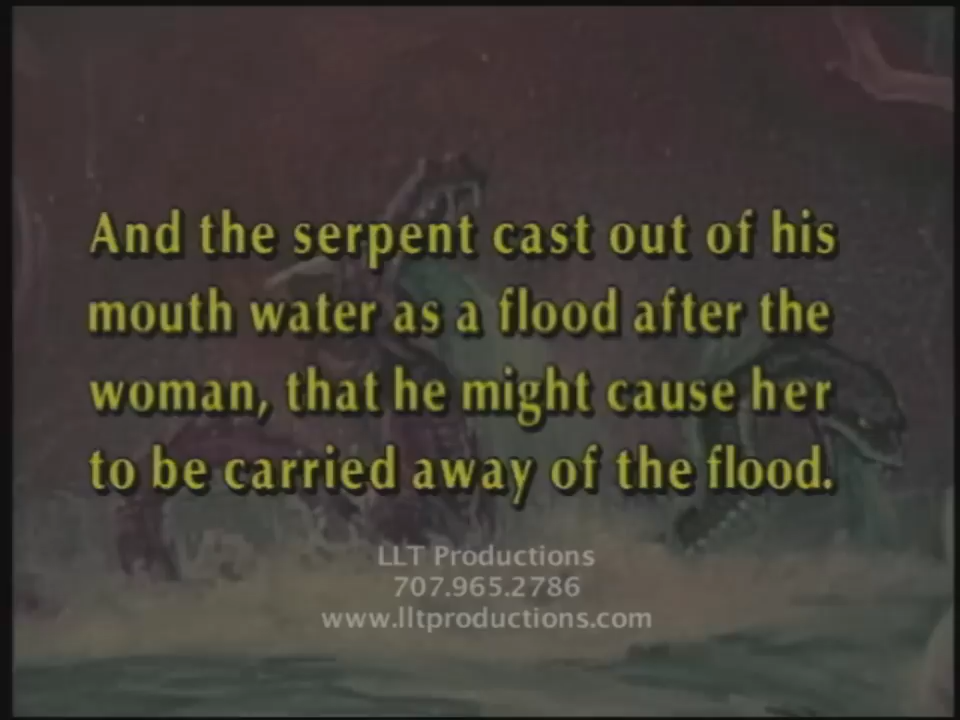 And the serpent cast out of his
mouth water as a flood after the
woman, that he might cause her
to be carried away of the flood.
LLT Productions
707.965.2786
www.lltproductions.com